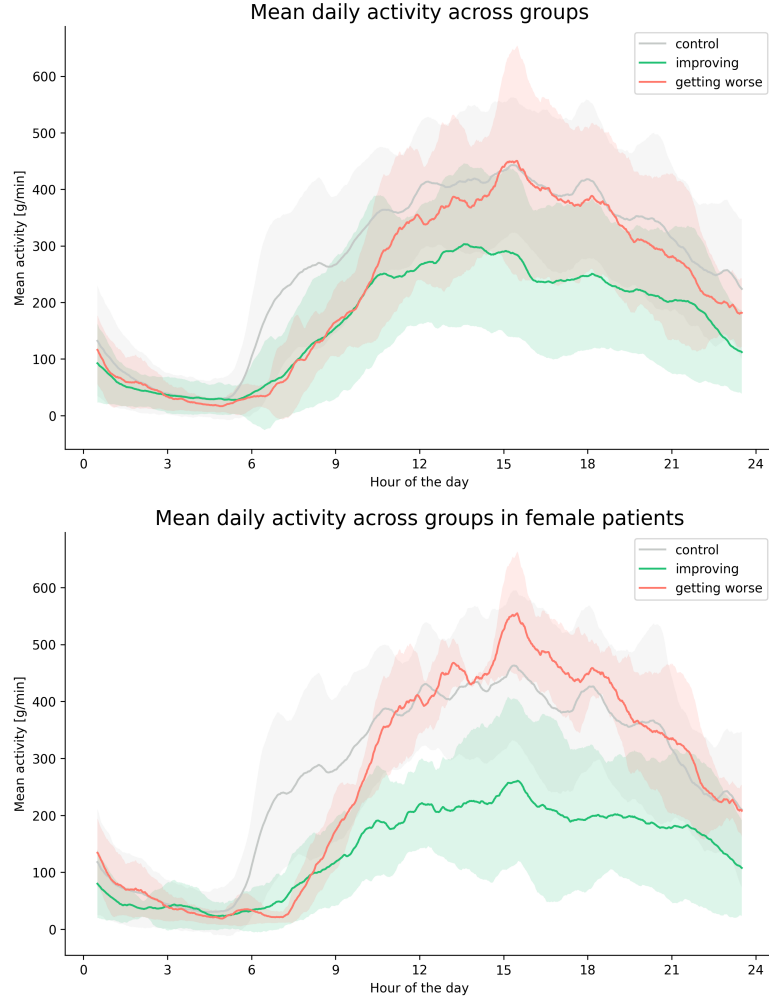 Mean daily activity across groups
control
improving
getting worse
600
500
400
300
200
100
0
Mean activity [g/min]
0 3 6 9 12 15 18 21 24
Hour of the day
Mean daily activity across groups in female patients
control
improving
getting worse
600
500
400
300
200
100
0
Mean activity [g/min]
0 3 6 9 12 15 18 21 24
Hour of the day